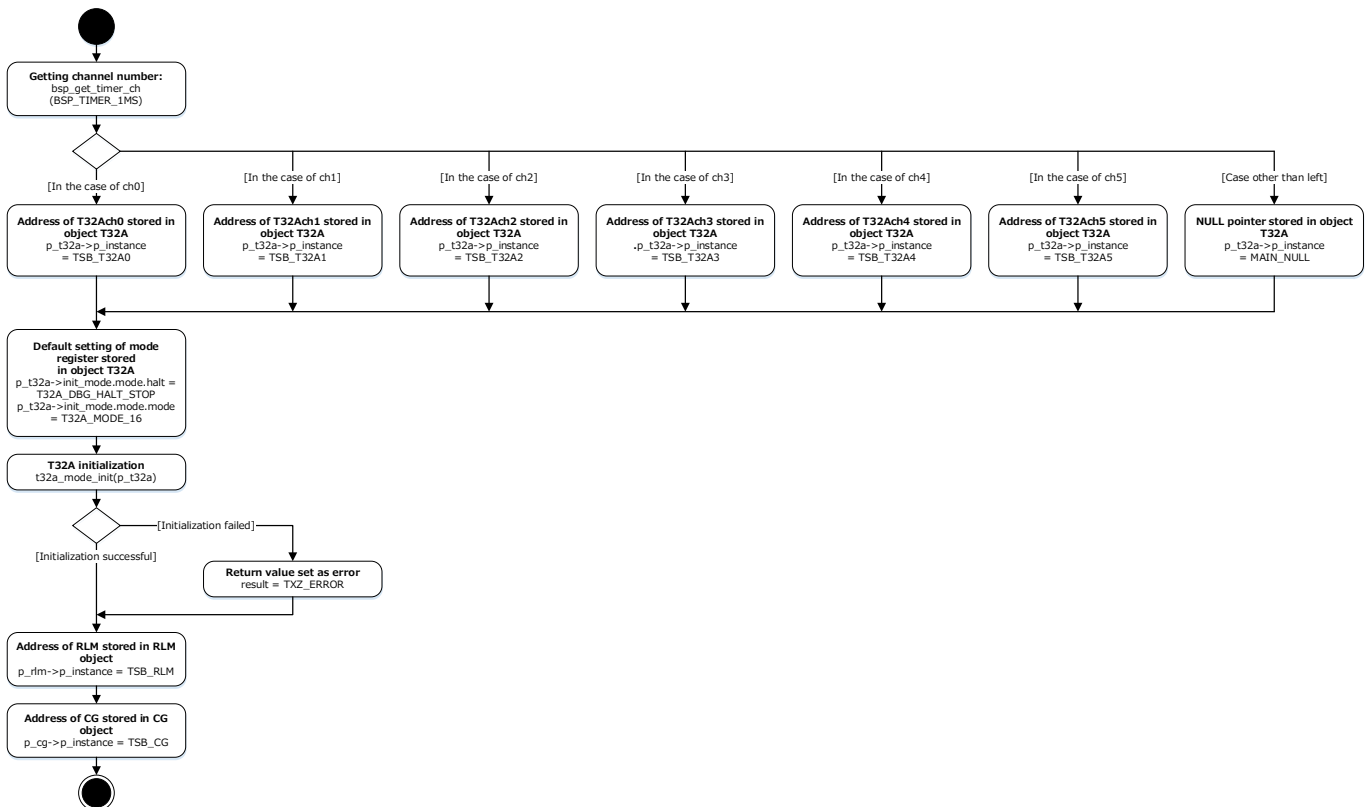 Getting channel number:
bsp_get_timer_ch
(BSP_TIMER_1MS)
[In the case of ch0]
[In the case of ch1]
[In the case of ch2]
[In the case of ch3]
[In the case of ch4]
[In the case of ch5]
[Case other than left]
Address of T32Ach0 stored in
object T32A
p_t32a->p_instance
= TSB_T32A0
Address of T32Ach1 stored in
object T32A
p_t32a->p_instance
= TSB_T32A1
Address of T32Ach2 stored in
object T32A
p_t32a->p_instance
= TSB_T32A2
Address of T32Ach3 stored in
object T32A
.p_t32a->p_instance
= TSB_T32A3
Address of T32Ach4 stored in
object T32A
p_t32a->p_instance
= TSB_T32A4
Address of T32Ach5 stored in
object T32A
p_t32a->p_instance
= TSB_T32A5
NULL pointer stored in object
T32A
p_t32a->p_instance
= MAIN_NULL
Default setting of mode
register stored
in object T32A
p_t32a->init_mode.mode.halt =
T32A_DBG_HALT_STOP
p_t32a->init_mode.mode.mode
= T32A_MODE_16
T32A initialization
t32a_mode_init(p_t32a)
[Initialization failed]
[Initialization successful]
Return value set as error
result = TXZ_ERROR
Address of RLM stored in RLM
object
p_rlm->p_instance = TSB_RLM
Address of CG stored in CG
object
p_cg->p_instance = TSB_CG